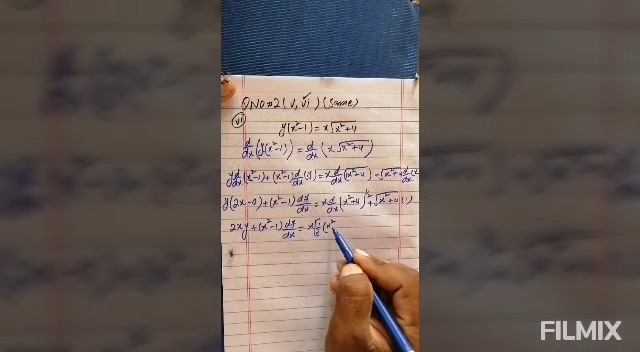 Q NO # 2 (v, vi) (same)
vi
y(x²-1) = x√x²+4
d/dx (y(x²-1)) = d/dx (x√x²+4)
y d/dx (x²-1) + (x²-1) d/dx (y) = x d/dx (√x²+4) + √x²+4 d/dx (x
y(2x-0) + (x²-1) dy/dx = x d/dx (x²+4)^½ + √x²+4 (1)
2xy + (x²-1) dy/dx = x[½(x²
FILMIX